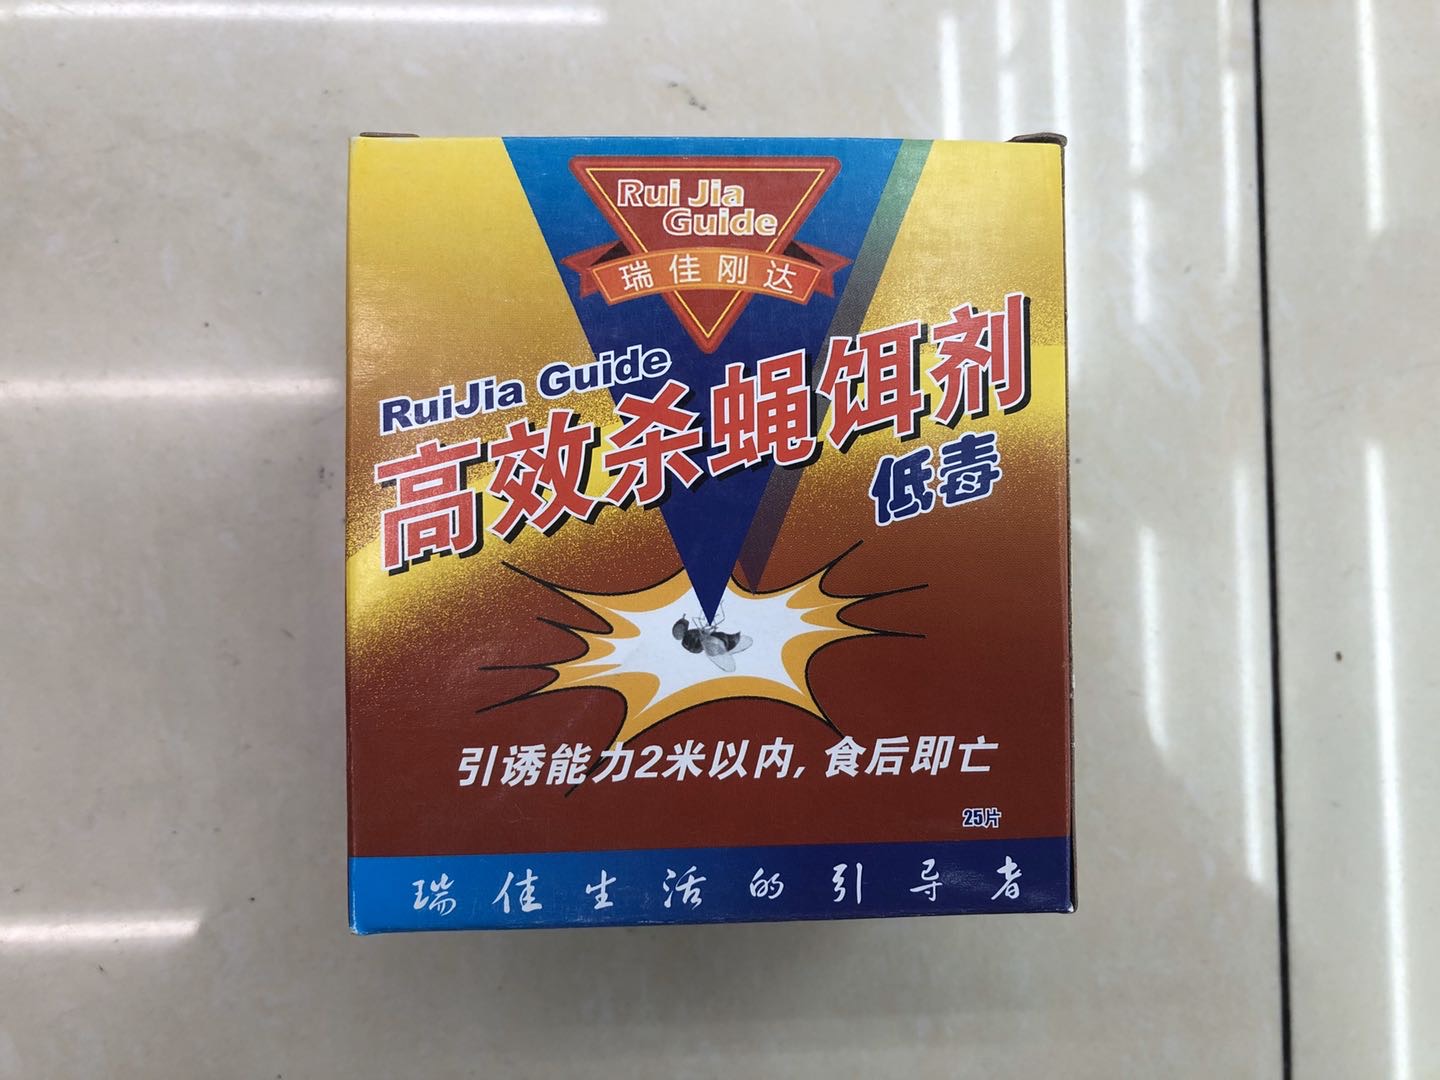 Rui Jia
Guide
瑞佳刚达
RuiJia Guide
高效杀蝇饵剂
低毒
引诱能力2米以内,食后即亡
25片
瑞佳生活的引导者